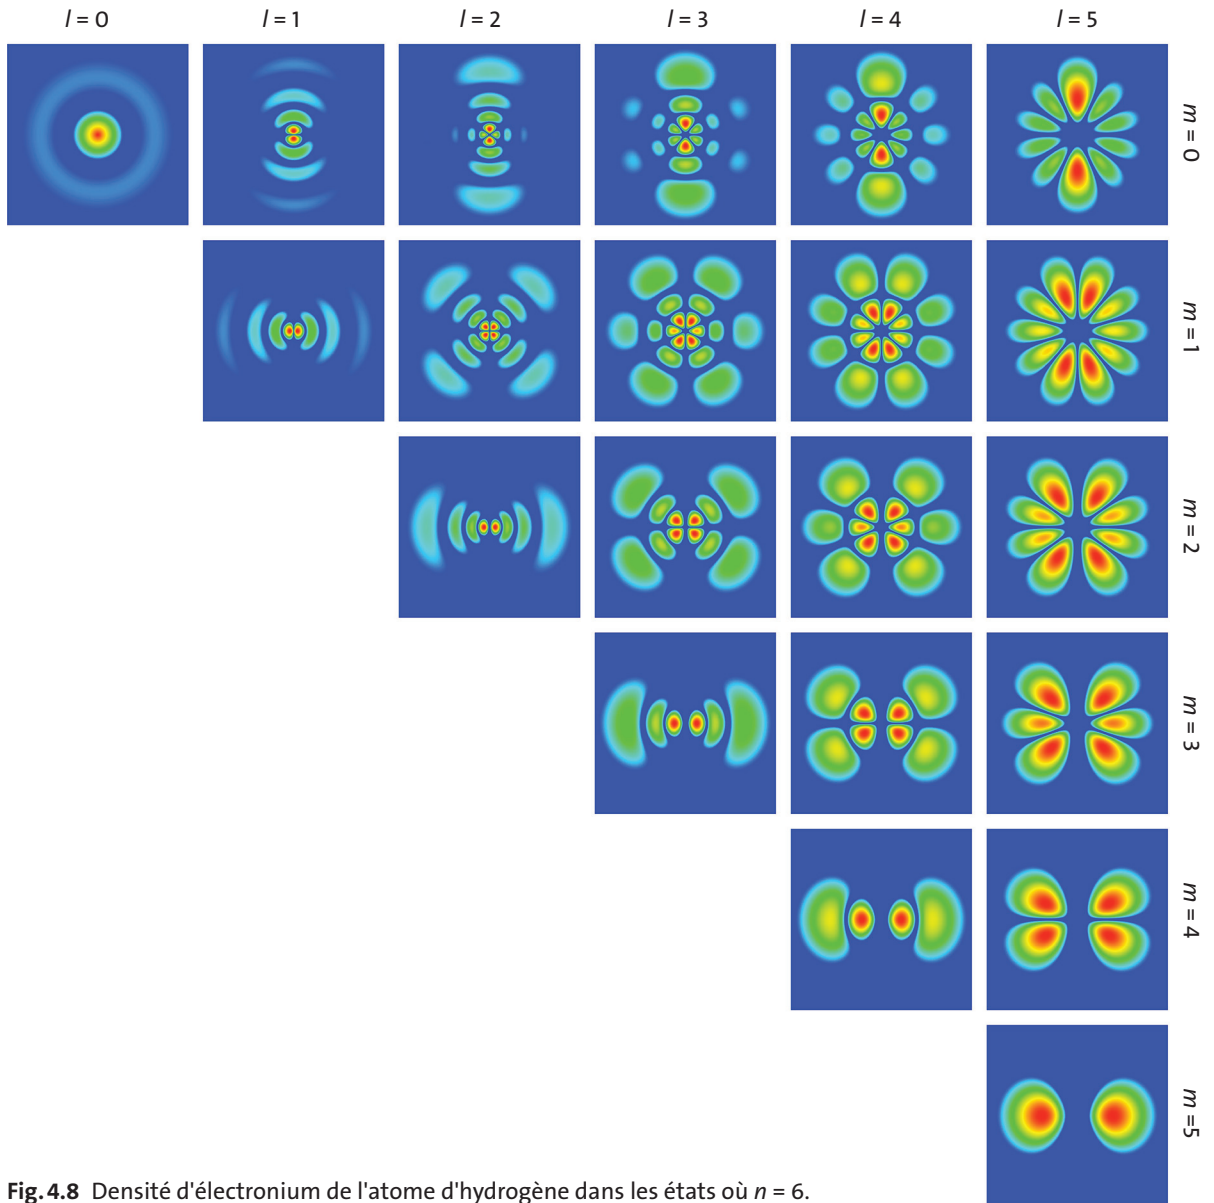 l = 0
l = 1
l = 2
l = 3
l = 4
l = 5
m = 0
m = 1
m = 2
m = 3
m = 4
m =5
Fig. 4.8 Densité d'électronium de l'atome d'hydrogène dans les états où n = 6.